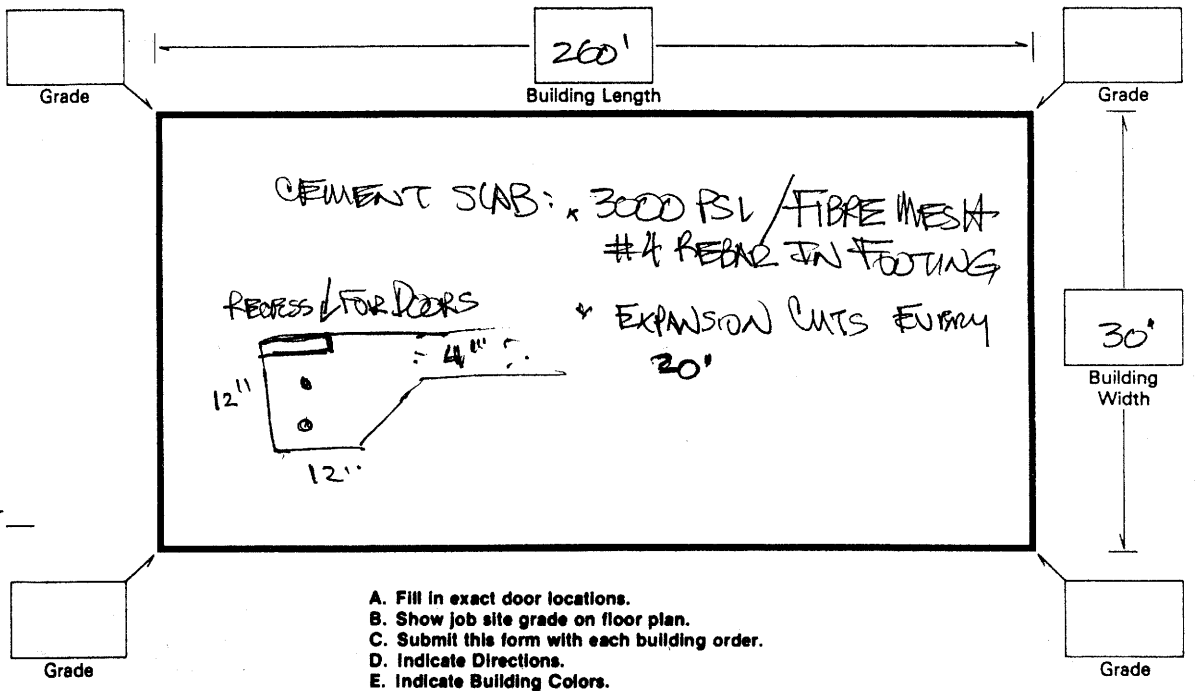 260'
Building Length
Grade
Grade
CEMENT SLAB: * 3000 PSI / FIBRE MESH
#4 REBAR IN FOOTING
RECESS FOR DOORS
* EXPANSION CUTS EVERY
20'
4"
12"
12"
30'
Building
Width
Grade
Grade
A. Fill in exact door locations.
B. Show job site grade on floor plan.
C. Submit this form with each building order.
D. Indicate Directions.
E. Indicate Building Colors.